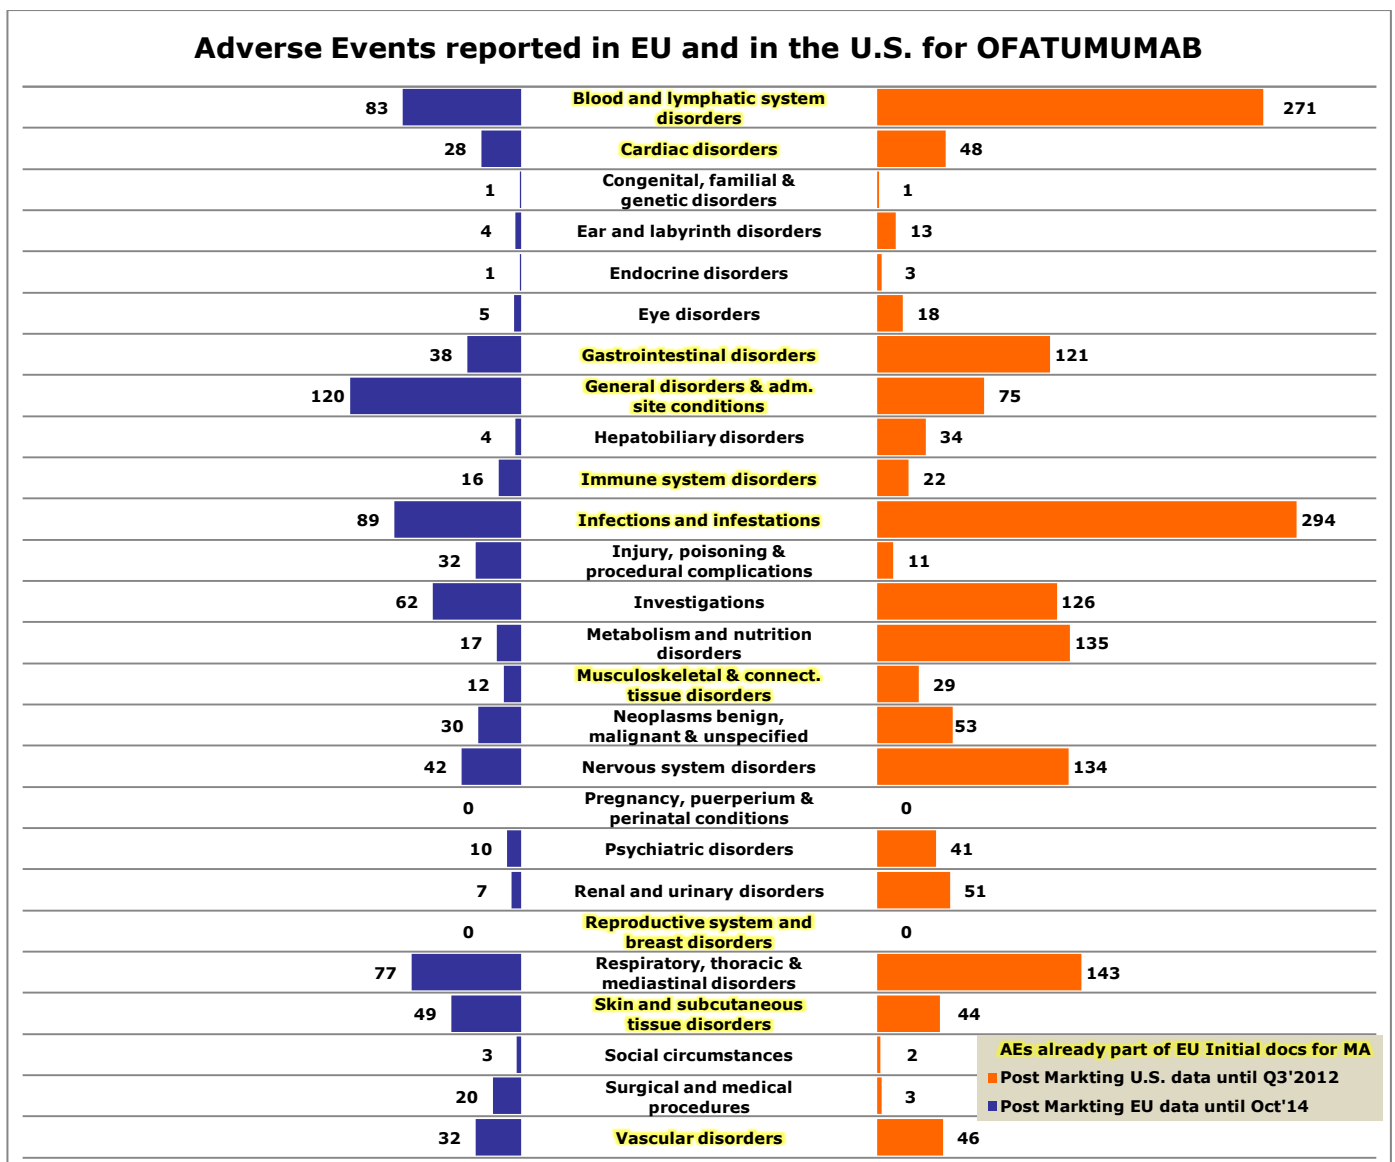 Adverse Events reported in EU and in the U.S. for OFATUMUMAB
83
Blood and lymphatic system
disorders
271
28
Cardiac disorders
48
1
Congenital, familial &
genetic disorders
1
4
Ear and labyrinth disorders
13
1
Endocrine disorders
3
5
Eye disorders
18
38
Gastrointestinal disorders
121
120
General disorders & adm.
site conditions
75
4
Hepatobiliary disorders
34
16
Immune system disorders
22
89
Infections and infestations
294
32
Injury, poisoning &
procedural complications
11
62
Investigations
126
17
Metabolism and nutrition
disorders
135
12
Musculoskeletal & connect.
tissue disorders
29
30
Neoplasms benign,
malignant & unspecified
53
42
Nervous system disorders
134
0
Pregnancy, puerperium &
perinatal conditions
0
10
Psychiatric disorders
41
7
Renal and urinary disorders
51
0
Reproductive system and
breast disorders
0
77
Respiratory, thoracic &
mediastinal disorders
143
49
Skin and subcutaneous
tissue disorders
44
3
Social circumstances
2
20
Surgical and medical
procedures
3
32
Vascular disorders
46
AEs already part of EU Initial docs for MA
Post Markting U.S. data until Q3'2012
Post Markting EU data until Oct'14